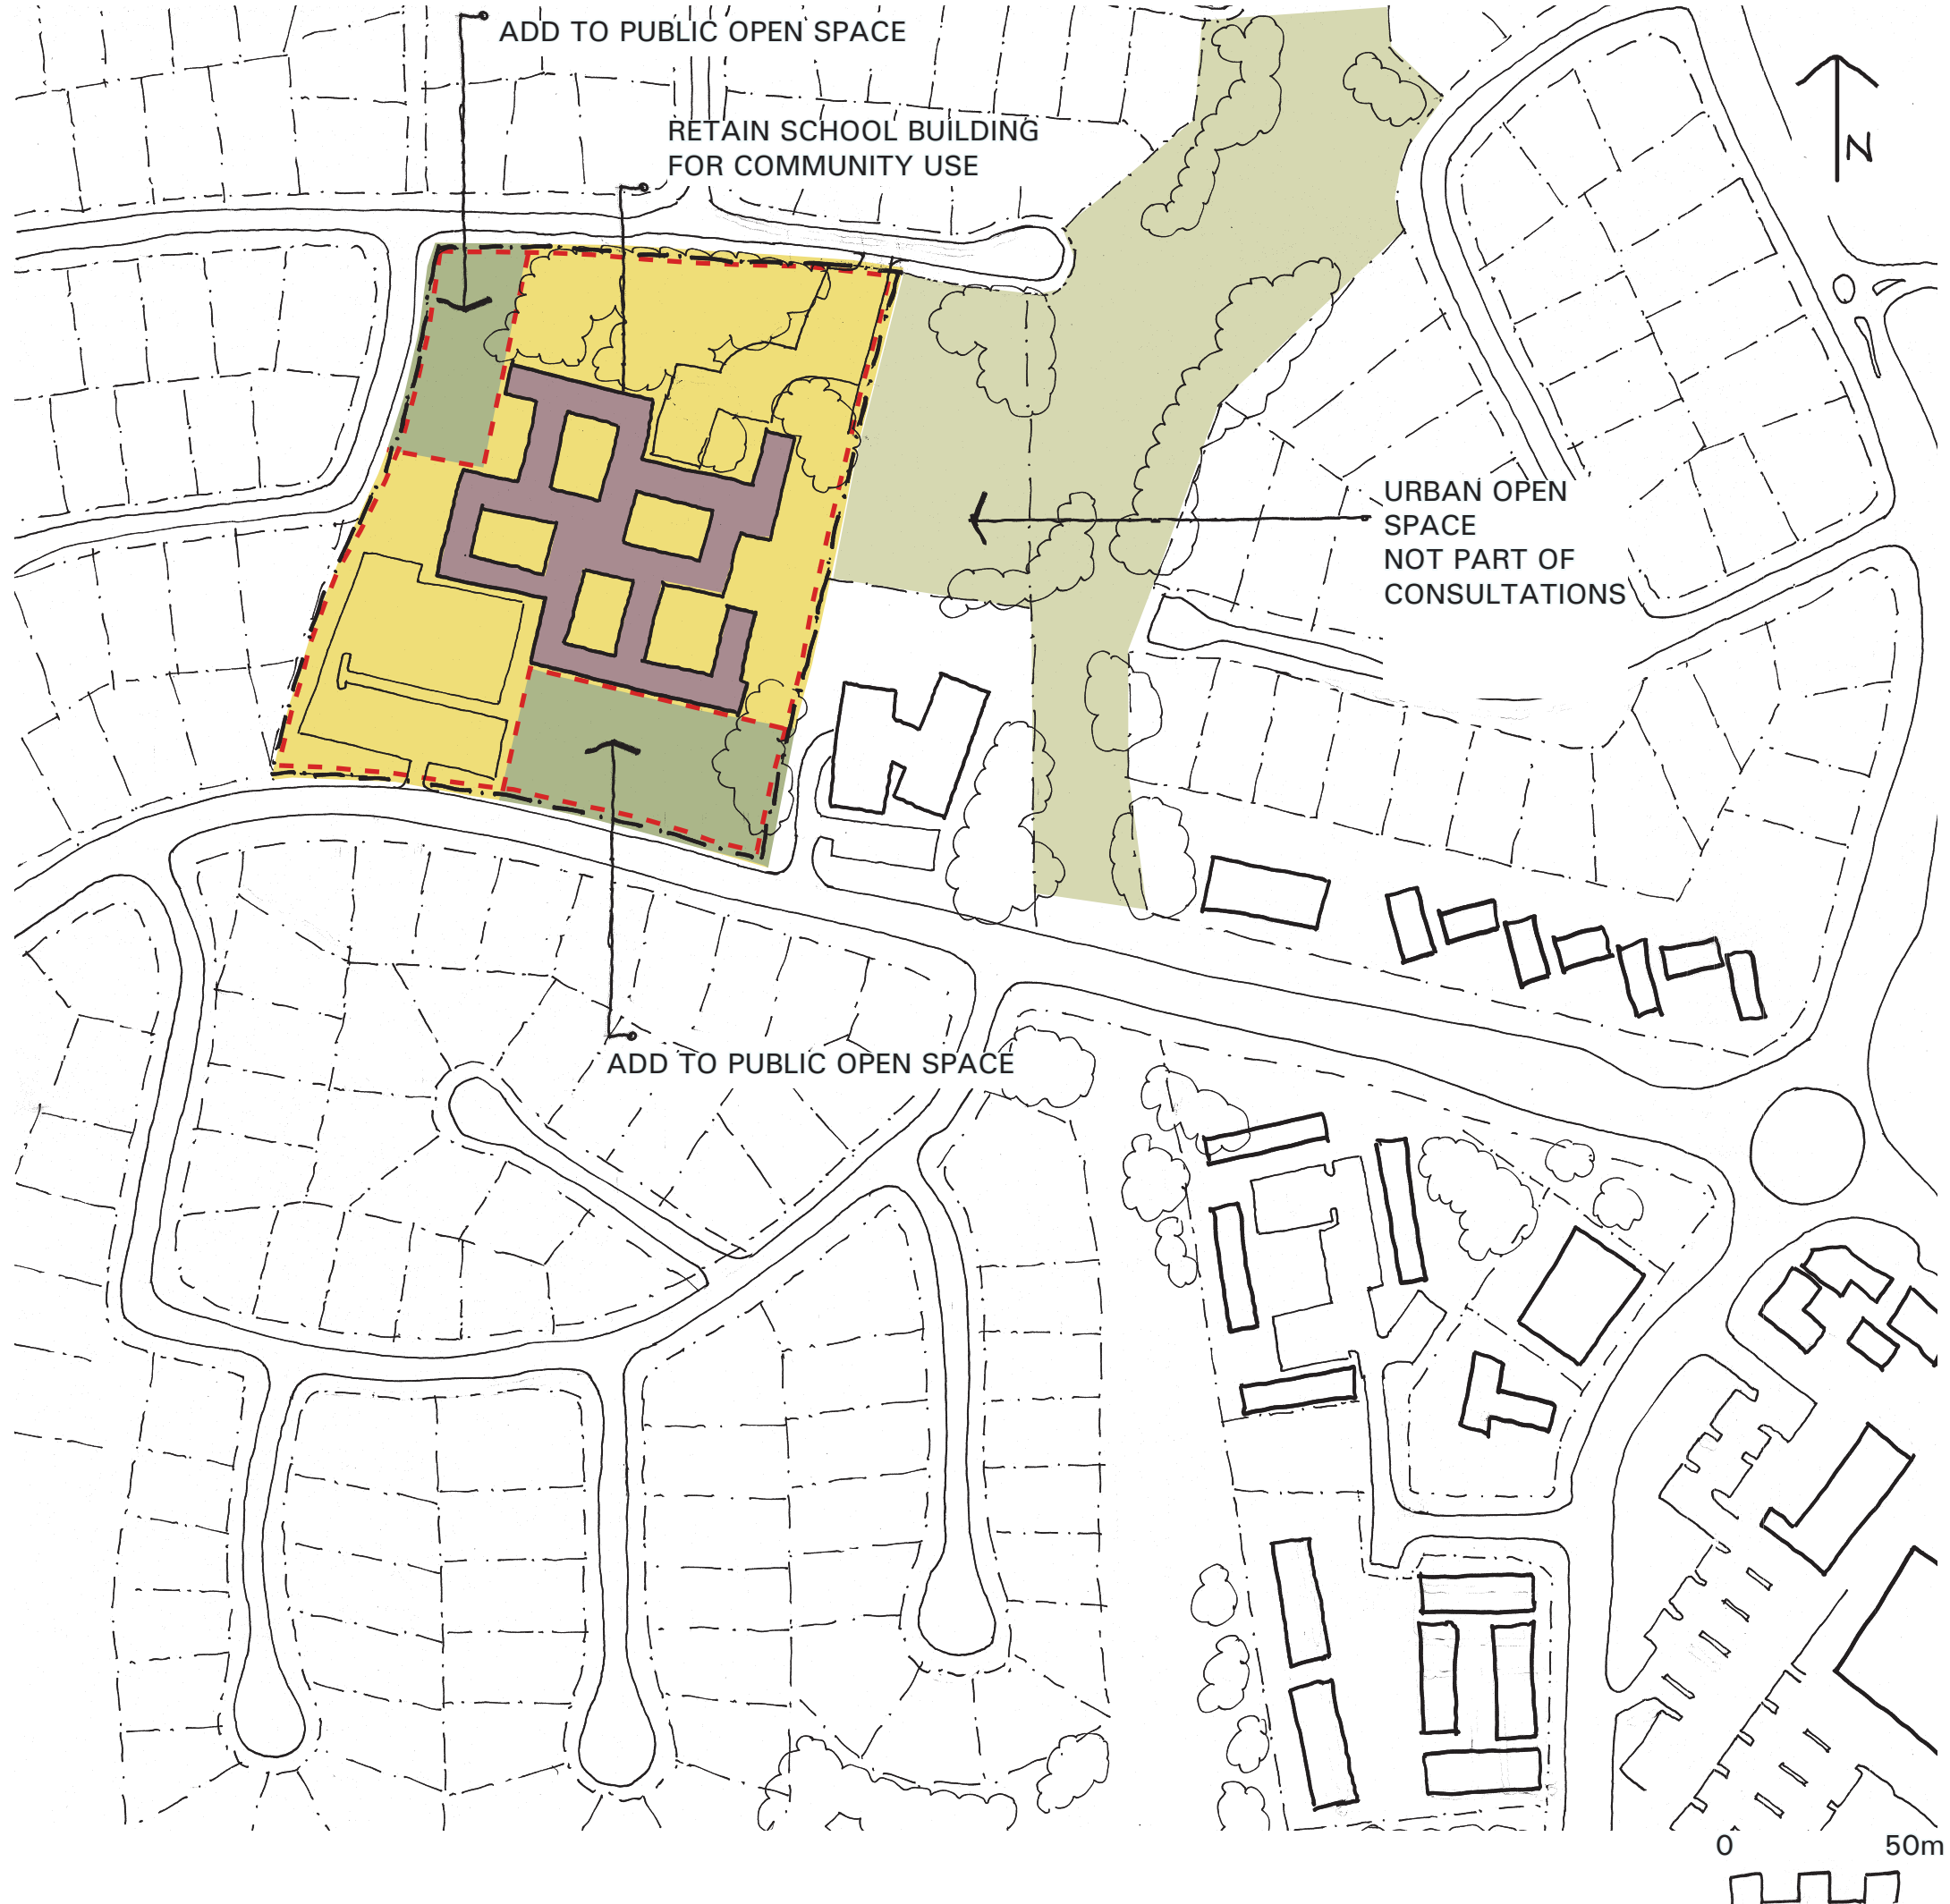 ADD TO PUBLIC OPEN SPACE
RETAIN SCHOOL BUILDING
FOR COMMUNITY USE
N
URBAN OPEN
SPACE
NOT PART OF
CONSULTATIONS
ADD TO PUBLIC OPEN SPACE
0 50m